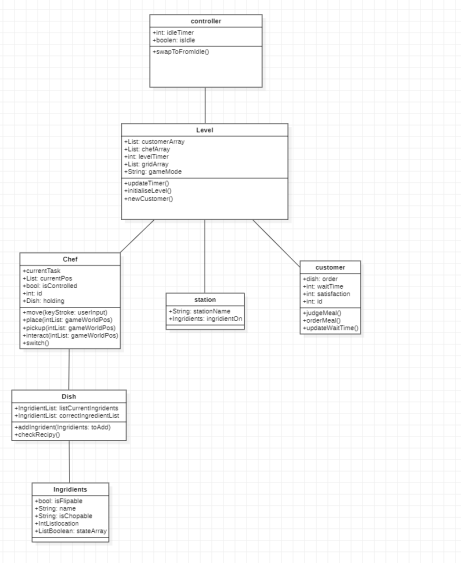 controller
+int: idleTimer
+boolen: isIdle
+swapToFromIdle()
Level
+List: customerArray
+List: chefArray
+int: levelTimer
+List: gridArray
+String: gameMode
+updateTimer()
+initialiseLevel()
+newCustomer()
Chef
+currentTask
+List: currentPos
+bool: isControlled
+int: id
+Dish: holding
+move(keyStroke: userInput)
+place(intList: gameWorldPos)
+pickup(intList: gameWorldPos)
+interact(intList: gameWorldPos)
+switch()
station
+String: stationName
+Ingridients: ingridientOn
customer
+dish: order
+int: waitTime
+int: satisfaction
+int: id
+judgeMeal()
+orderMeal()
+updateWaitTime()
Dish
+IngridientList: listCurrentIngridents
+IngridientList: correctIngredientList
+addIngrident(Ingridients: toAdd)
+checkRecipy()
Ingridients
+bool: isFlipable
+String: name
+String: isChopable
+IntListlocation
+ListBoolean: stateArray